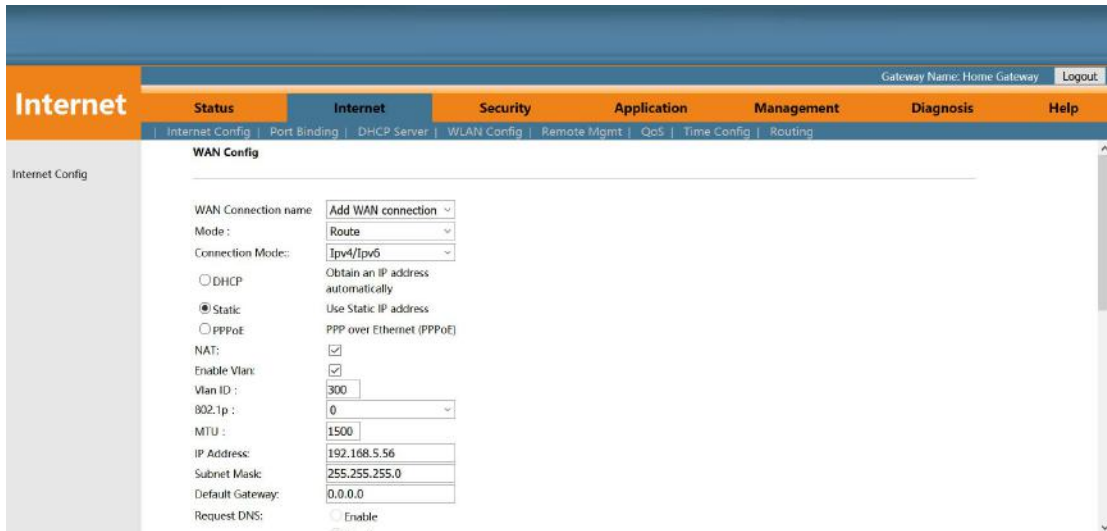 Gateway Name: Home Gateway Logout
Internet
Status Internet Security Application Management Diagnosis Help
| Internet Config | Port Binding | DHCP Server | WLAN Config | Remote Mgmt | QoS | Time Config | Routing
WAN Config
Internet Config
WAN Connection name Add WAN connection
Mode : Route
Connection Mode:: Ipv4/Ipv6
DHCP Obtain an IP address
automatically
Static Use Static IP address
PPPoE PPP over Ethernet (PPPoE)
NAT:
Enable Vlan:
Vlan ID : 300
802.1p : 0
MTU : 1500
IP Address: 192.168.5.56
Subnet Mask: 255.255.255.0
Default Gateway: 0.0.0.0
Request DNS: Enable